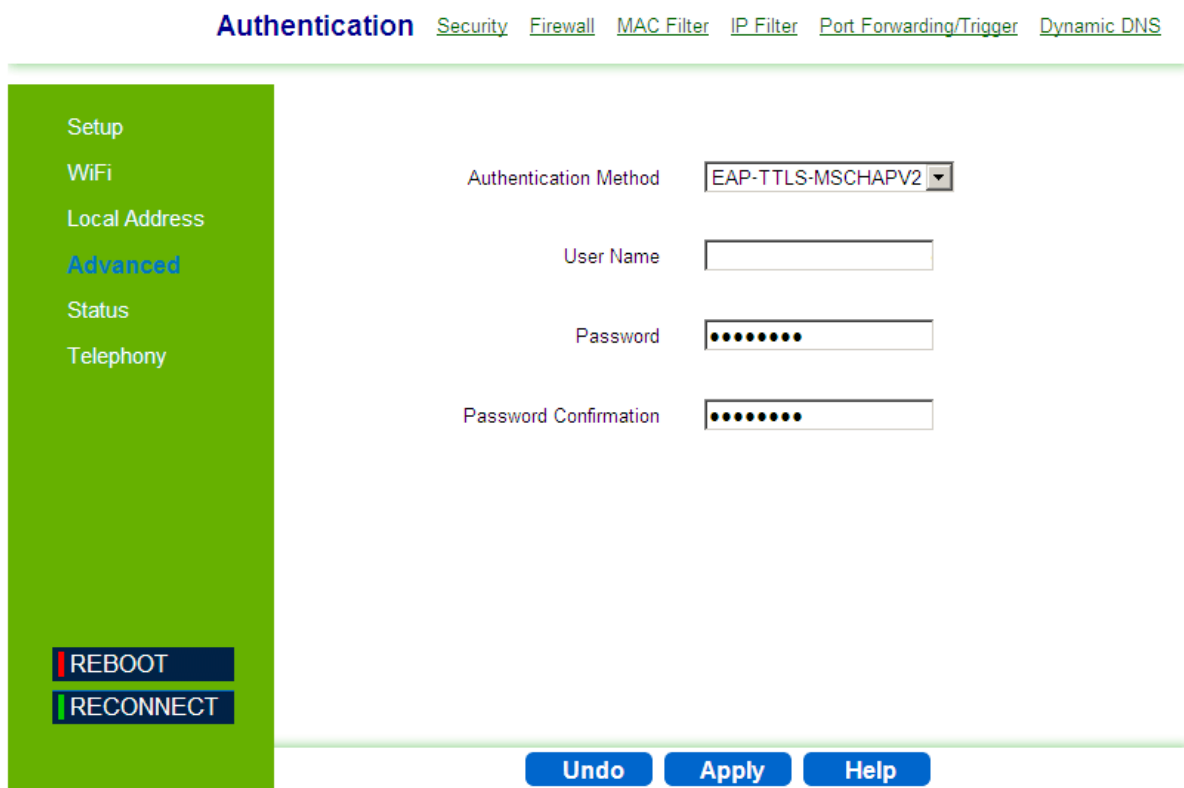 Authentication Security Firewall MAC Filter IP Filter Port Forwarding/Trigger Dynamic DNS
Setup
WiFi
Local Address
Advanced
Status
Telephony
REBOOT
RECONNECT
Authentication Method EAP-TTLS-MSCHAPV2
User Name
Password ••••••••
Password Confirmation ••••••••
Undo Apply Help